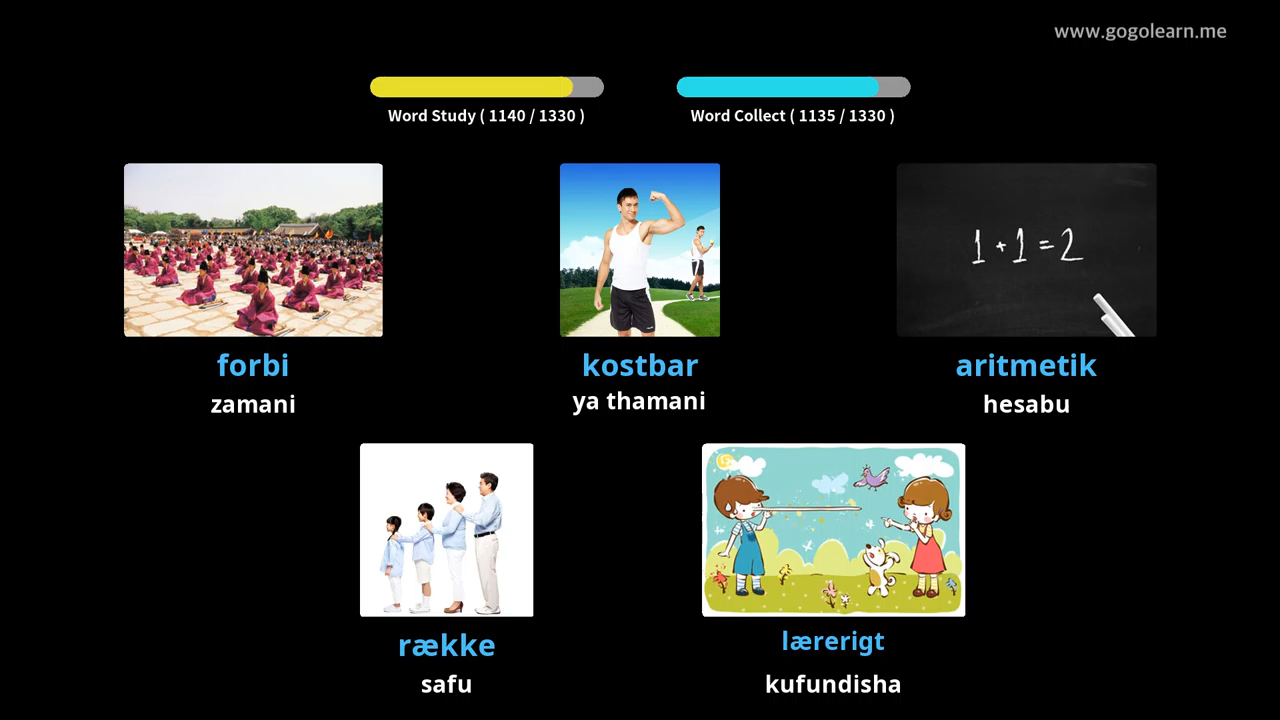 www.gogolearn.me
Word Study ( 1140 / 1330 )
Word Collect ( 1135 / 1330 )
1 + 1 = 2
forbi
zamani
kostbar
ya thamani
aritmetik
hesabu
række
safu
lærerigt
kufundisha